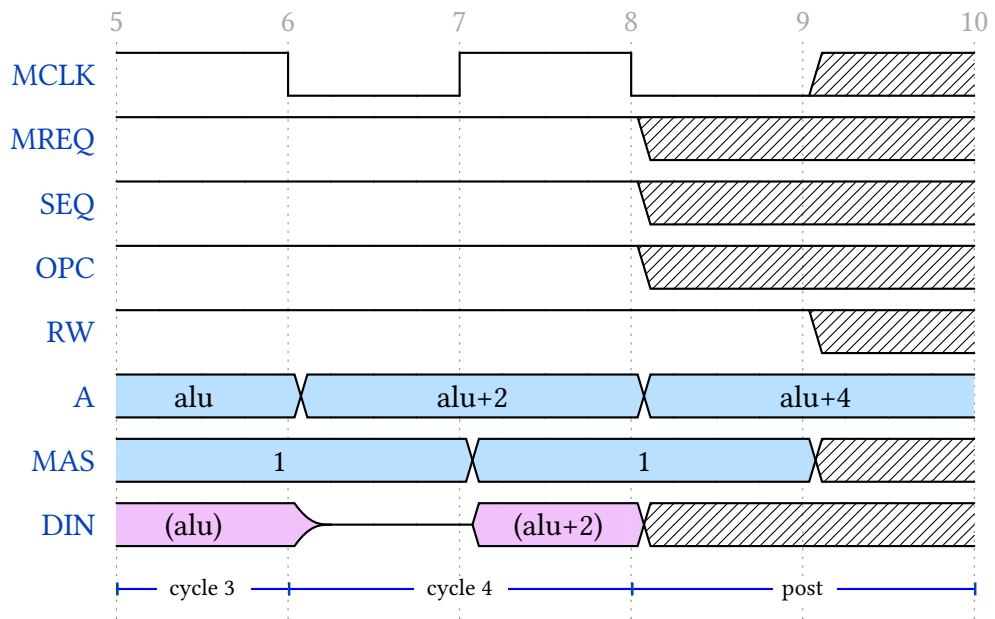 5 6 7 8 9 10
MCLK
MREQ
SEQ
OPC
RW
A alu alu+2 alu+4
MAS 1 1
DIN (alu) (alu+2)
cycle 3 cycle 4 post